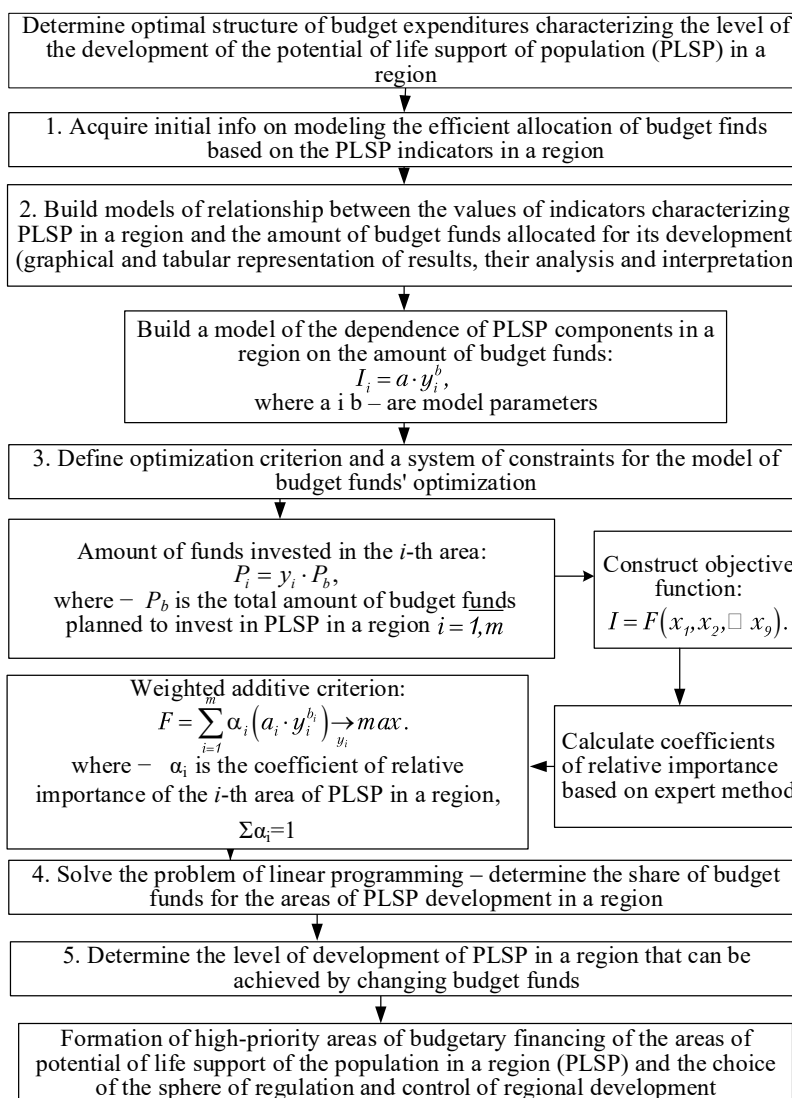 Determine optimal structure of budget expenditures characterizing the level of
the development of the potential of life support of population (PLSP) in a
region
1. Acquire initial info on modeling the efficient allocation of budget finds
based on the PLSP indicators in a region
2. Build models of relationship between the values of indicators characterizing
PLSP in a region and the amount of budget funds allocated for its development
(graphical and tabular representation of results, their analysis and interpretation
Build a model of the dependence of PLSP components in a
region on the amount of budget funds:
I_i = a · y_i^b,
where a i b – are model parameters
3. Define optimization criterion and a system of constraints for the model of
budget funds' optimization
Amount of funds invested in the i-th area:
P_i = y_i · P_b,
where − P_b is the total amount of budget funds
planned to invest in PLSP in a region i = 1,m
Construct objective
function:
I = F(x_1,x_2,□ x_9).
Calculate coefficients
of relative importance
based on expert method
Weighted additive criterion:
F = ∑_{i=1}^{m} α_i (a_i · y_i^{b_i}) →_{y_i} max.
where − α_i is the coefficient of relative
importance of the i-th area of PLSP in a region,
Σα_i=1
4. Solve the problem of linear programming – determine the share of budget
funds for the areas of PLSP development in a region
5. Determine the level of development of PLSP in a region that can be
achieved by changing budget funds
Formation of high-priority areas of budgetary financing of the areas of
potential of life support of the population in a region (PLSP) and the choice
of the sphere of regulation and control of regional development